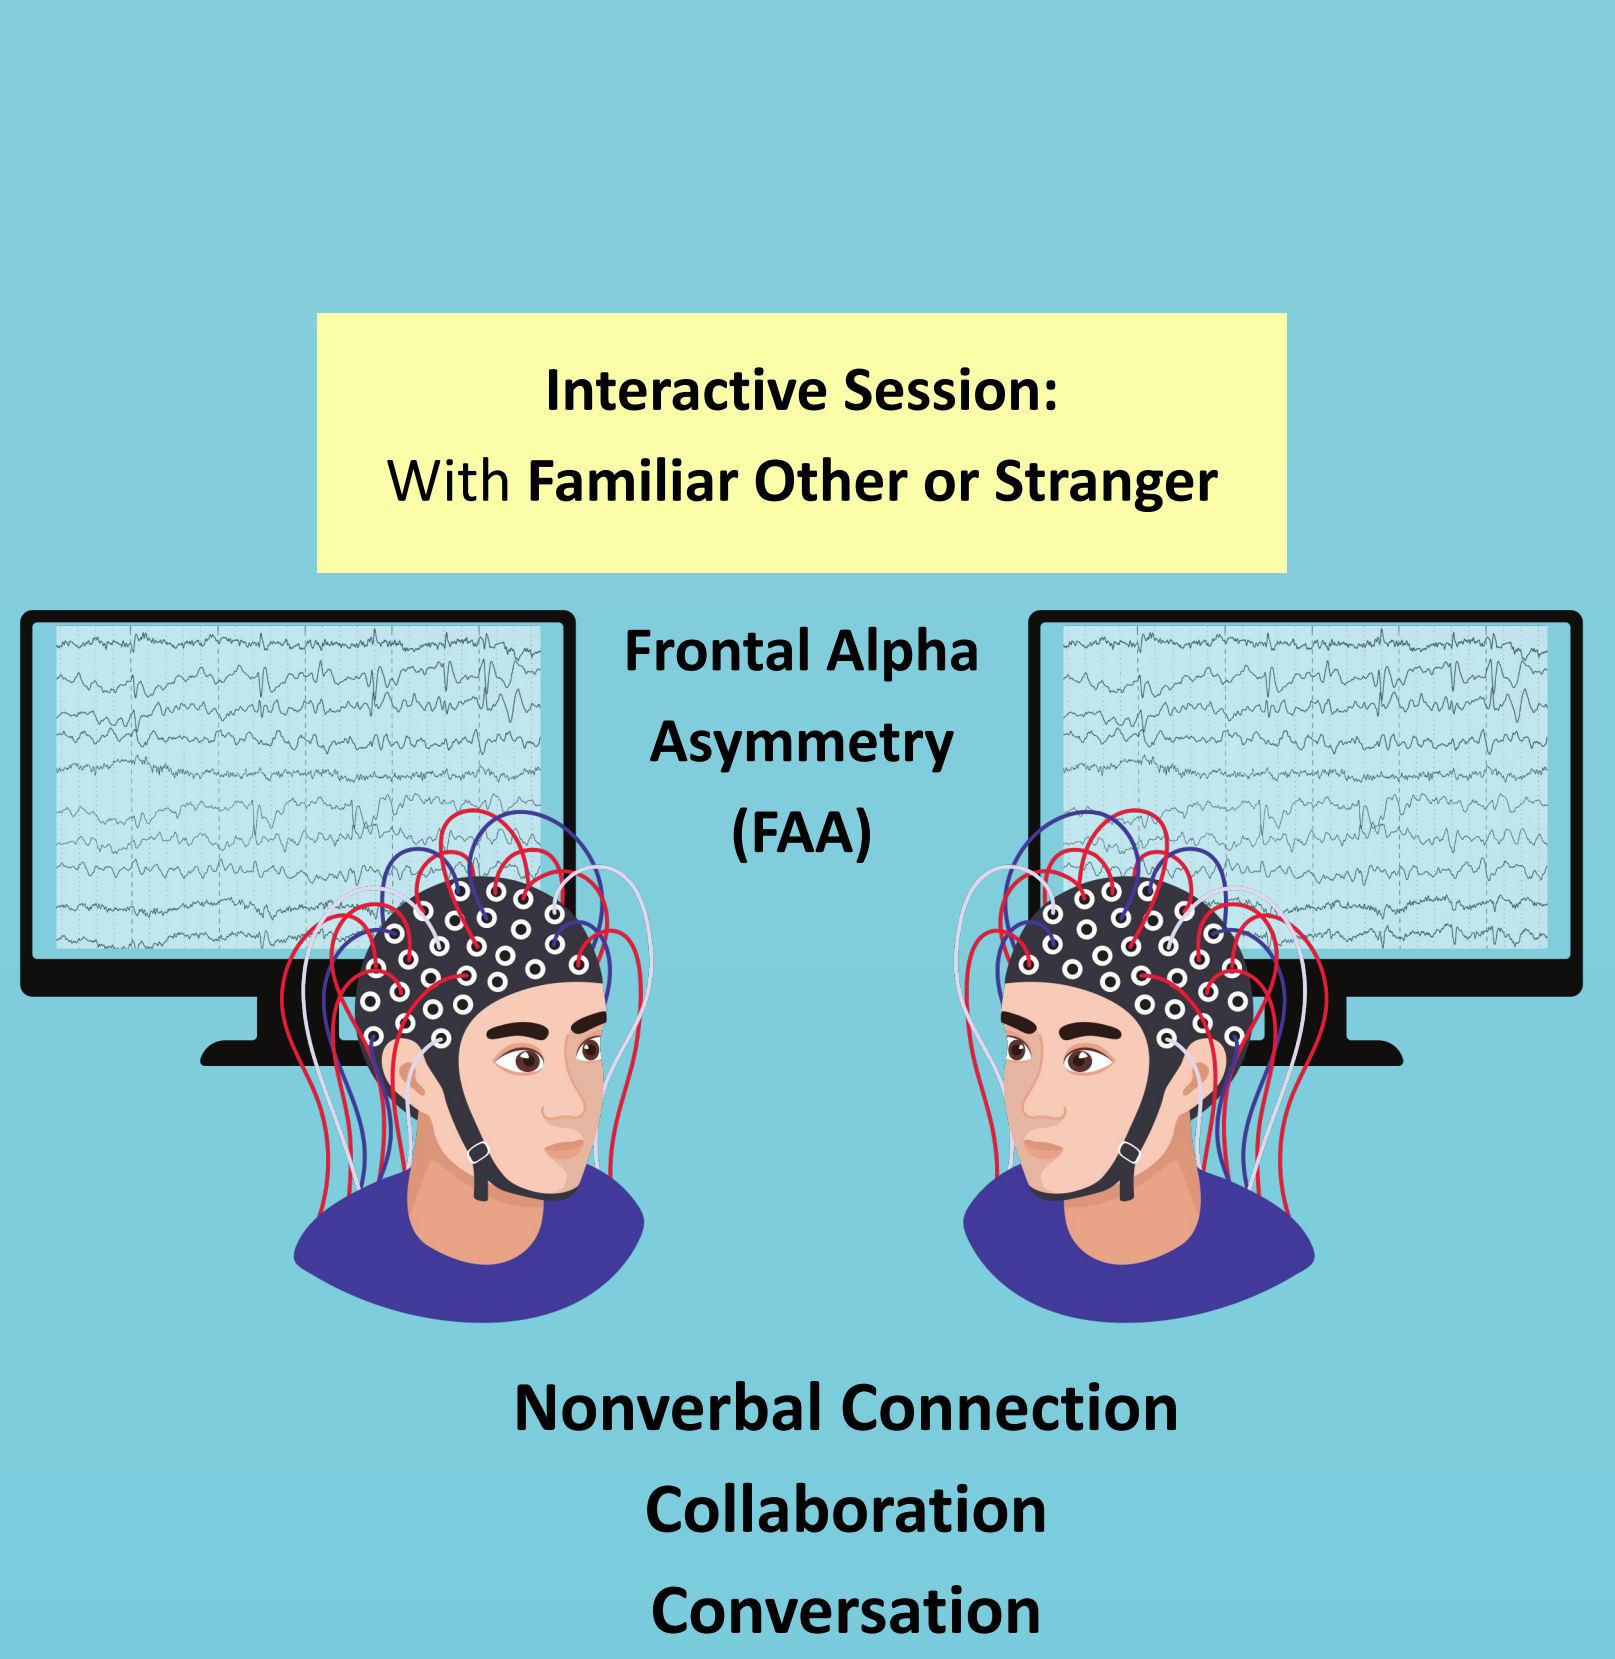 Interactive Session:
With Familiar Other or Stranger
Frontal Alpha
Asymmetry
(FAA)
Nonverbal Connection
Collaboration
Conversation